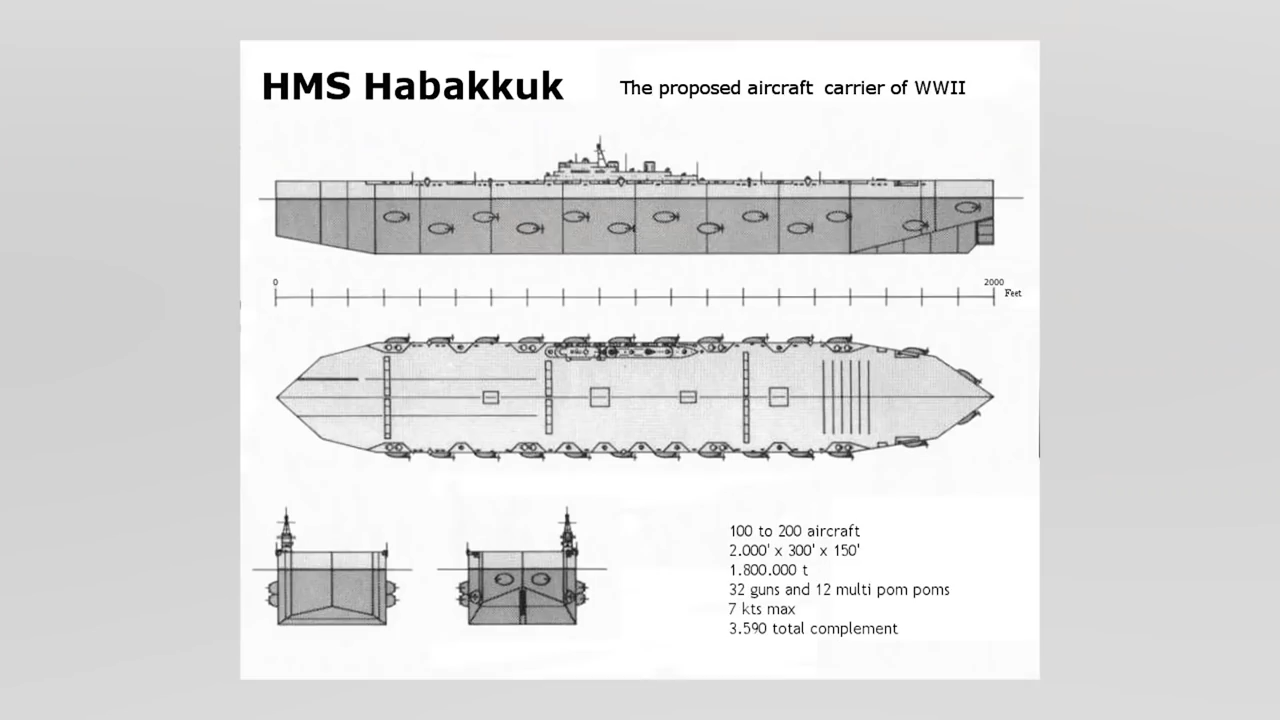 HMS Habakkuk
The proposed aircraft carrier of WWII
0
2000
Feet
100 to 200 aircraft
2.000' x 300' x 150'
1.800.000 t
32 guns and 12 multi pom poms
7 kts max
3.590 total complement